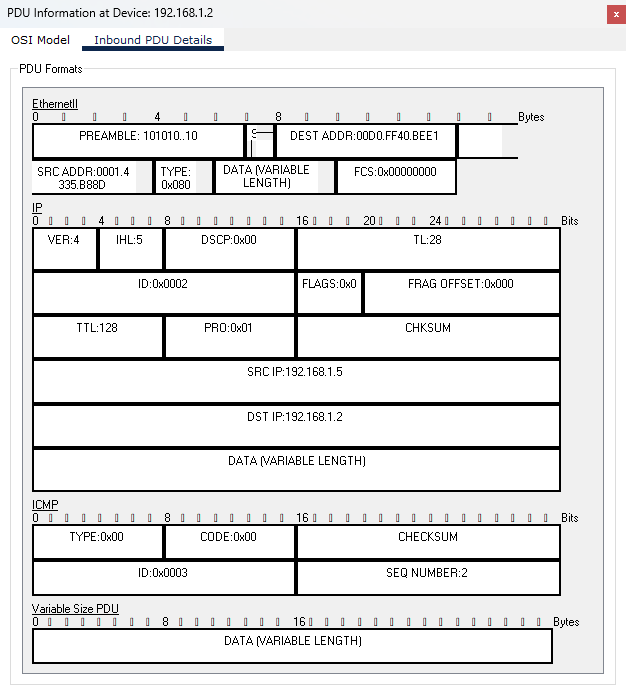 PDU Information at Device: 192.168.1.2
x
OSI Model Inbound PDU Details
PDU Formats
EthernetII
0 4 8 Bytes
PREAMBLE: 101010..10 DEST ADDR:00D0.FF40.BEE1
SRC ADDR:0001.4
335.B88D
TYPE:
0x080
DATA (VARIABLE
LENGTH)
FCS:0x00000000
IP
0 4 8 16 20 24 Bits
VER:4 IHL:5 DSCP:0x00 TL:28
ID:0x0002 FLAGS:0x0 FRAG OFFSET:0x000
TTL:128 PRO:0x01 CHKSUM
SRC IP:192.168.1.5
DST IP:192.168.1.2
DATA (VARIABLE LENGTH)
ICMP
0 8 16 Bits
TYPE:0x00 CODE:0x00 CHECKSUM
ID:0x0003 SEQ NUMBER:2
Variable Size PDU
0 8 16 Bytes
DATA (VARIABLE LENGTH)